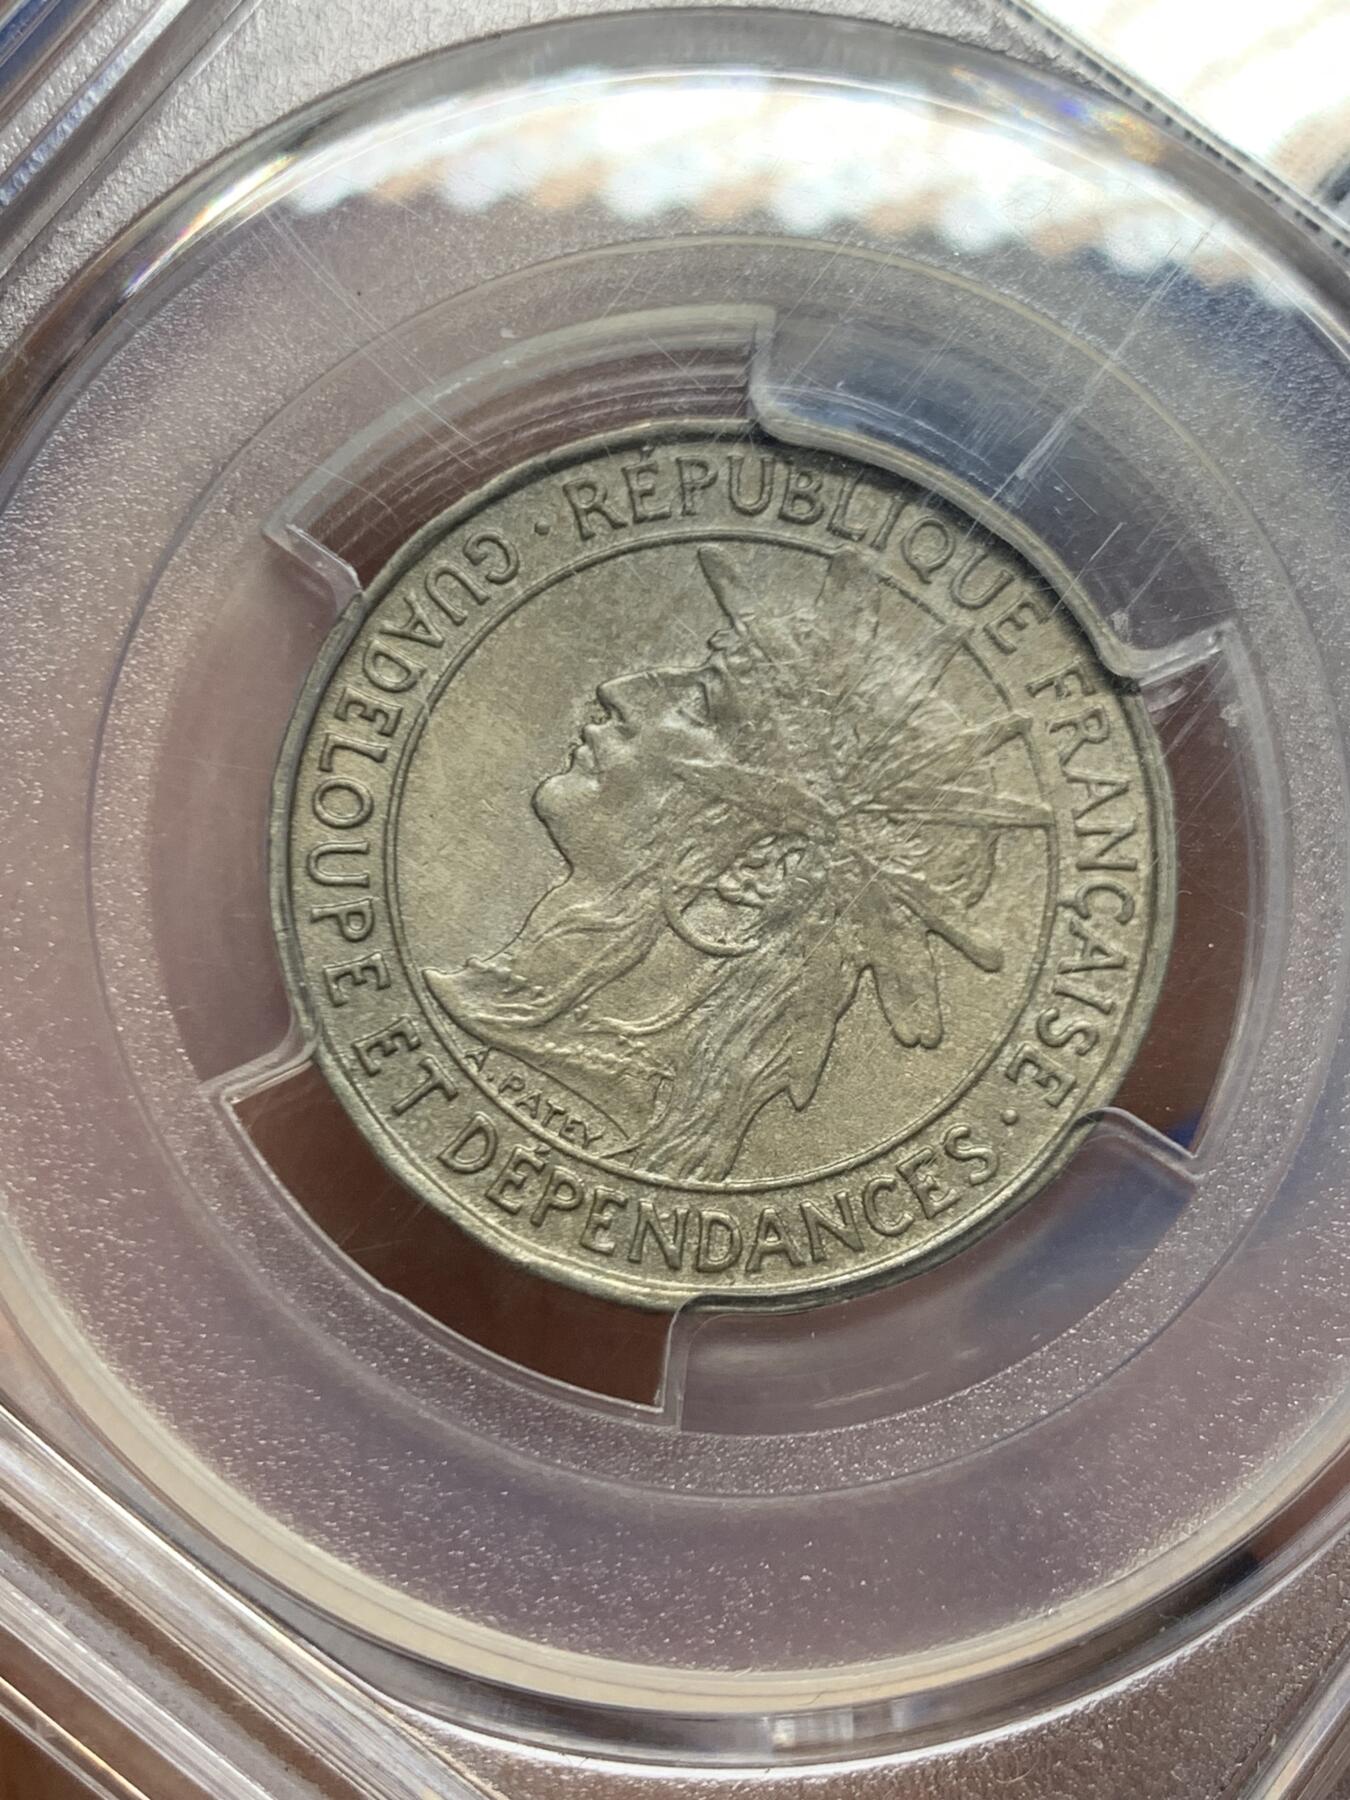 RÉPUBLIQUE FRANÇAISE · GUADELOUPE ET DÉPENDANCES ·
A.PATEY